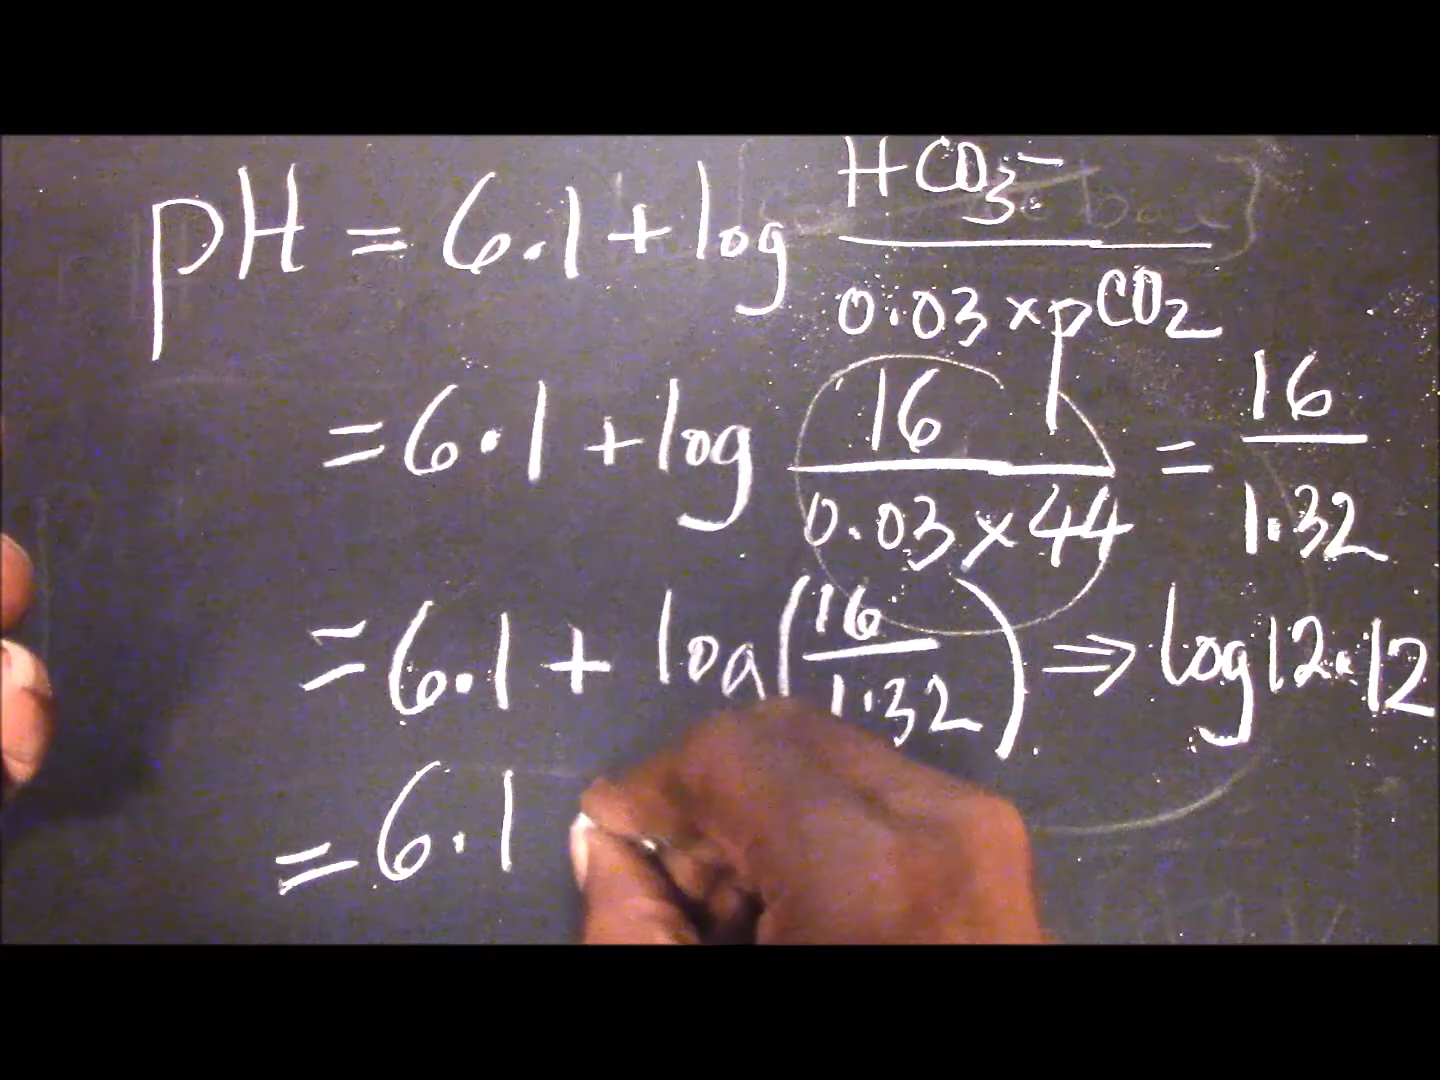 pH = 6.1 + log HCO3- / 0.03 x pCO2
= 6.1 + log 16 / 0.03 x 44 = 16 / 1.32
= 6.1 + log (16 / 1.32) ⇒ log 12.12
= 6.1